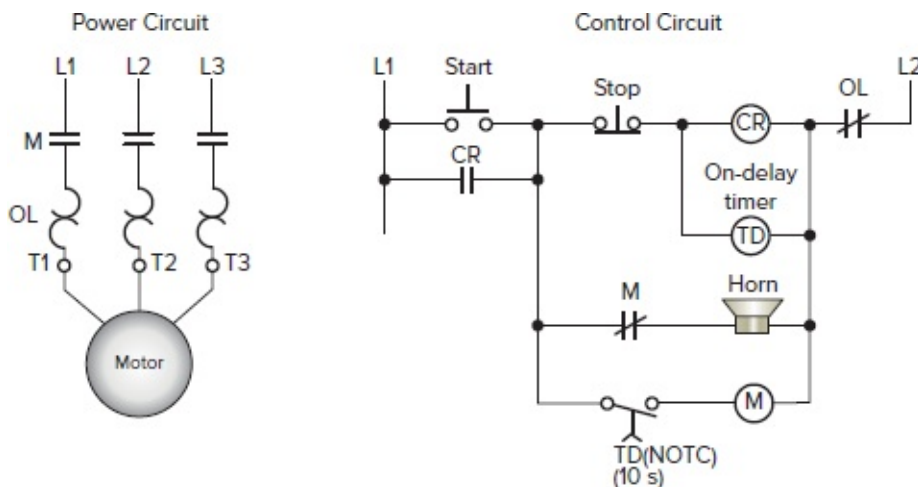 Power Circuit
Control Circuit
L1 L2 L3
M
OL
T1 T2 T3
Motor
L1
Start
Stop
OL
L2
CR
CR
On-delay
timer
TD
M
Horn
M
TD(NOTC)
(10 s)